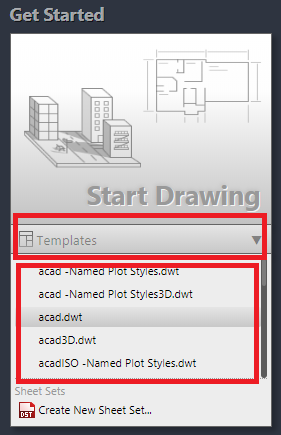 Get Started
Start Drawing
Templates
acad -Named Plot Styles.dwt
acad -Named Plot Styles3D.dwt
acad.dwt
acad3D.dwt
acadISO -Named Plot Styles.dwt
Sheet Sets
DST
Create New Sheet Set...